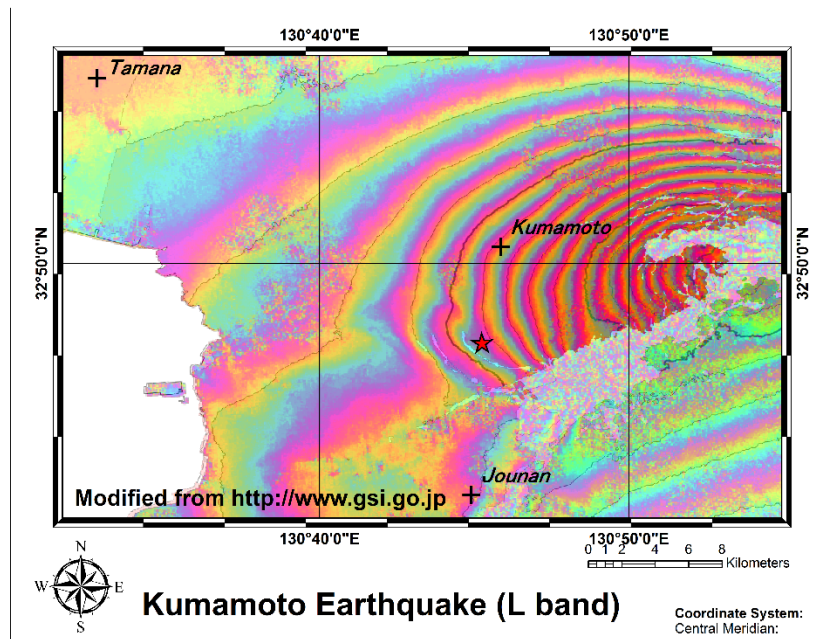 130°40'0"E
130°50'0"E
Tamana
Kumamoto
32°50'0"N
32°50'0"N
Jounan
Modified from http://www.gsi.go.jp
130°40'0"E
130°50'0"E
N
W
E
S
0 1 2 4 6 8
Kilometers
Kumamoto Earthquake (L band)
Coordinate System:
Central Meridian: